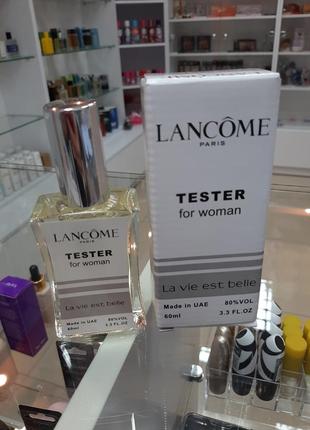 LANCÔME
PARIS
TESTER
for woman
La vie est belle
Made in UAE 80%VOL
60ml 3.3 FL.OZ
LANCÔME
PARIS
TESTER
for woman
La vie est belle
Made in UAE 80%VOL
60ml 3.3 FL.OZ